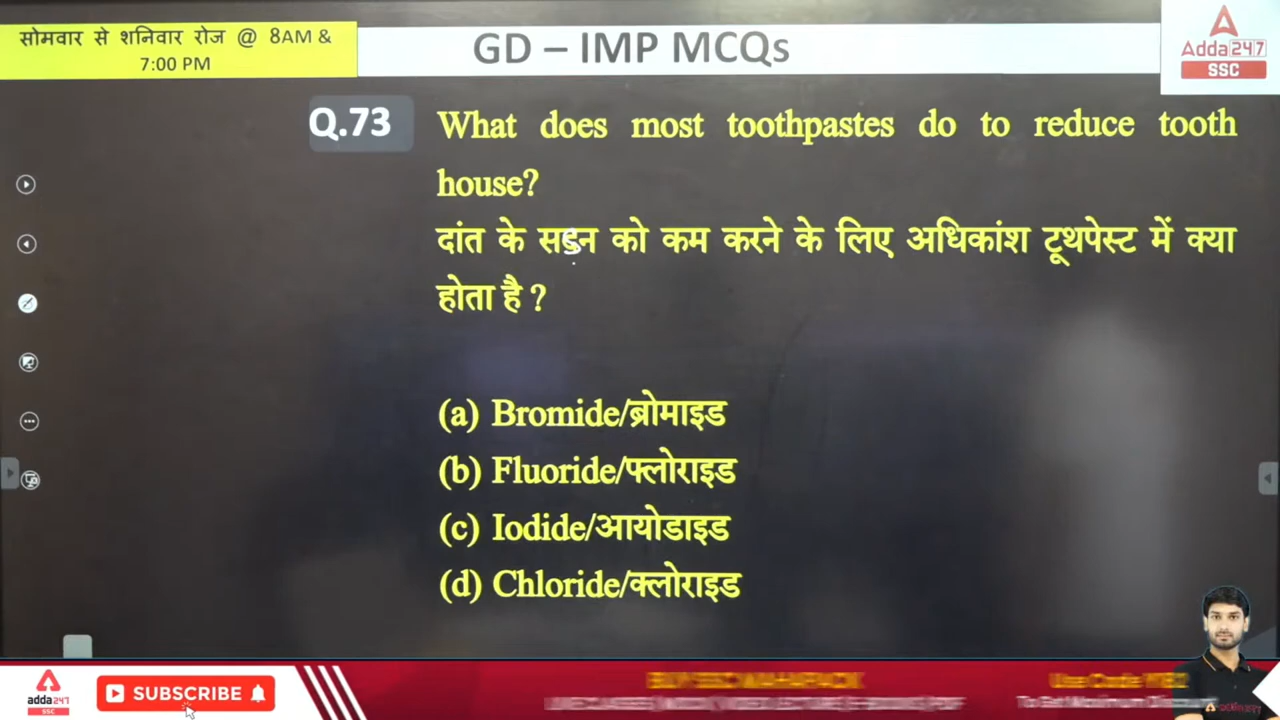 सोमवार से शनिवार रोज @ 8AM &
7:00 PM
GD – IMP MCQs
Adda247
SSC
Q.73
What does most toothpastes do to reduce tooth
house?
दांत के सडन को कम करने के लिए अधिकांश टूथपेस्ट में क्या
होता है ?
(a) Bromide/ब्रोमाइड
(b) Fluoride/फ्लोराइड
(c) Iodide/आयोडाइड
(d) Chloride/क्लोराइड
adda247
SSC
SUBSCRIBE